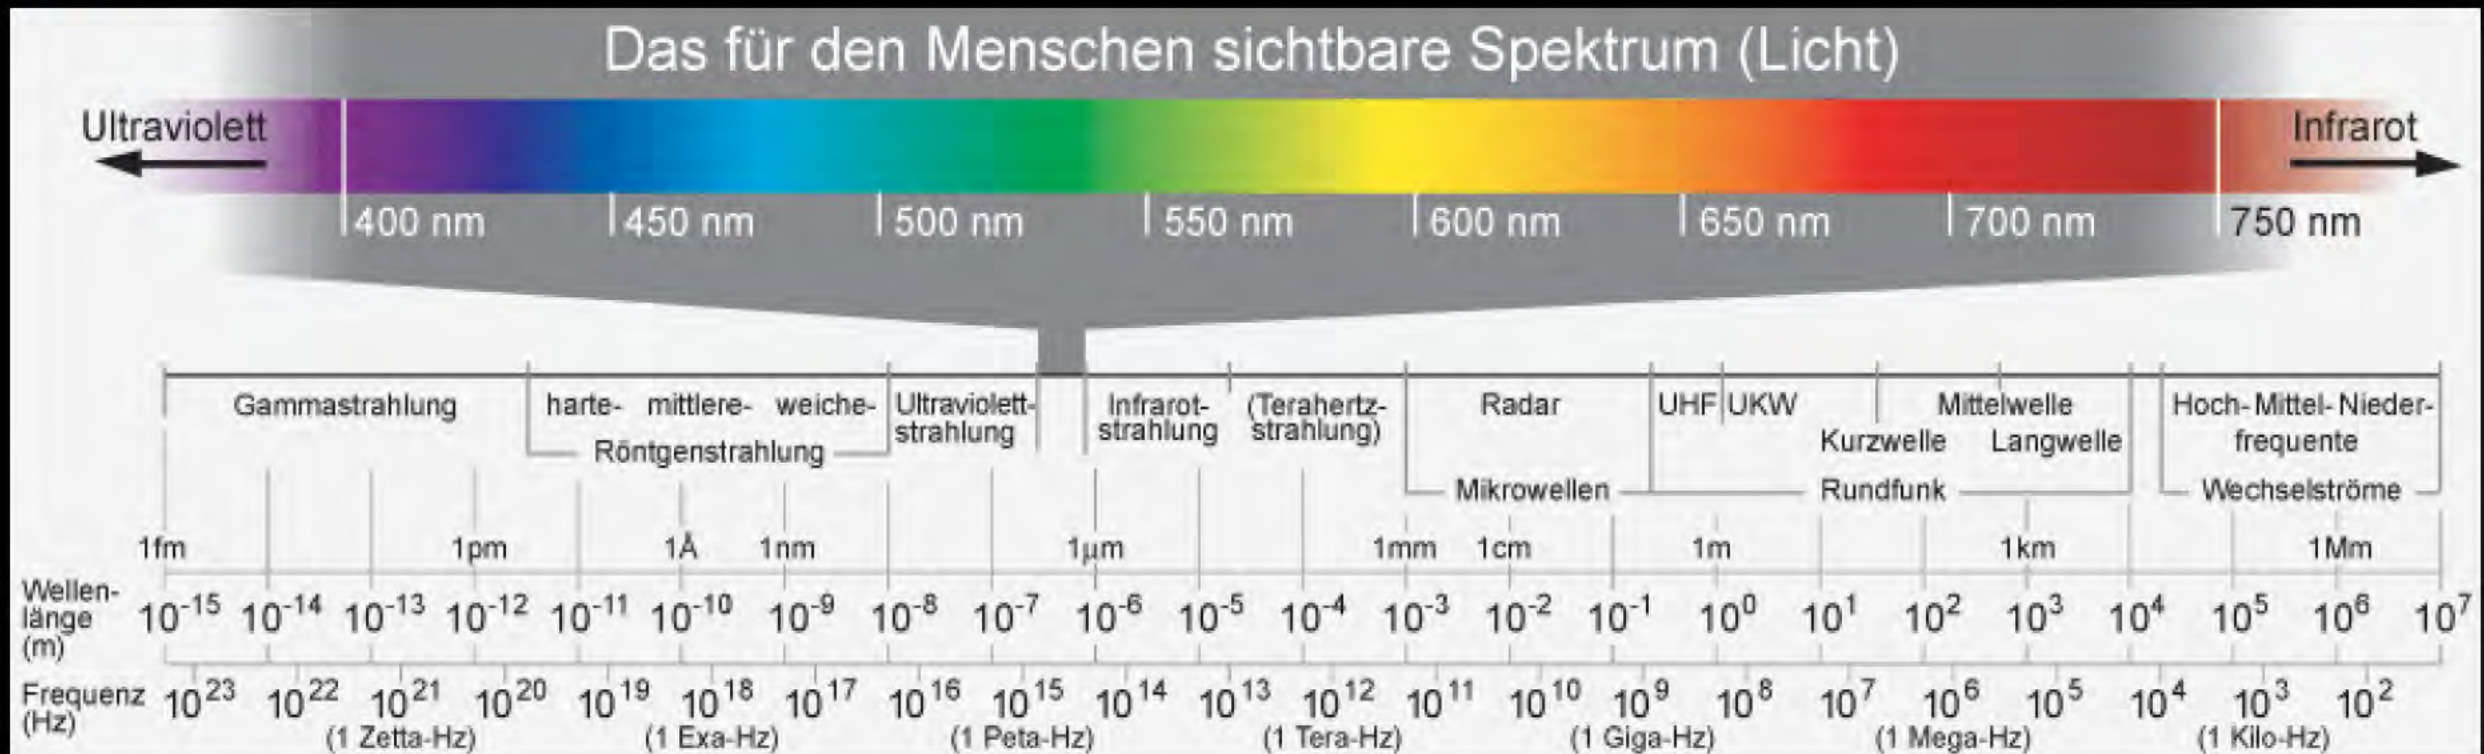 Das für den Menschen sichtbare Spektrum (Licht)
Ultraviolett
Infrarot
400 nm 450 nm 500 nm 550 nm 600 nm 650 nm 700 nm 750 nm
Gammastrahlung
harte- mittlere- weiche-
Röntgenstrahlung
Ultraviolett-
strahlung
Infrarot-
strahlung
(Terahertz-
strahlung)
Radar
Mikrowellen
UHF UKW
Mittelwelle
Kurzwelle Langwelle
Rundfunk
Hoch- Mittel- Nieder-
frequente
Wechselströme
1fm 1pm 1Å 1nm 1µm 1mm 1cm 1m 1km 1Mm
Wellen-
länge
(m)
10⁻¹⁵ 10⁻¹⁴ 10⁻¹³ 10⁻¹² 10⁻¹¹ 10⁻¹⁰ 10⁻⁹ 10⁻⁸ 10⁻⁷ 10⁻⁶ 10⁻⁵ 10⁻⁴ 10⁻³ 10⁻² 10⁻¹ 10⁰ 10¹ 10² 10³ 10⁴ 10⁵ 10⁶ 10⁷
Frequenz
(Hz)
10²³ 10²² 10²¹ 10²⁰ 10¹⁹ 10¹⁸ 10¹⁷ 10¹⁶ 10¹⁵ 10¹⁴ 10¹³ 10¹² 10¹¹ 10¹⁰ 10⁹ 10⁸ 10⁷ 10⁶ 10⁵ 10⁴ 10³ 10²
(1 Zetta-Hz) (1 Exa-Hz) (1 Peta-Hz) (1 Tera-Hz) (1 Giga-Hz) (1 Mega-Hz) (1 Kilo-Hz)